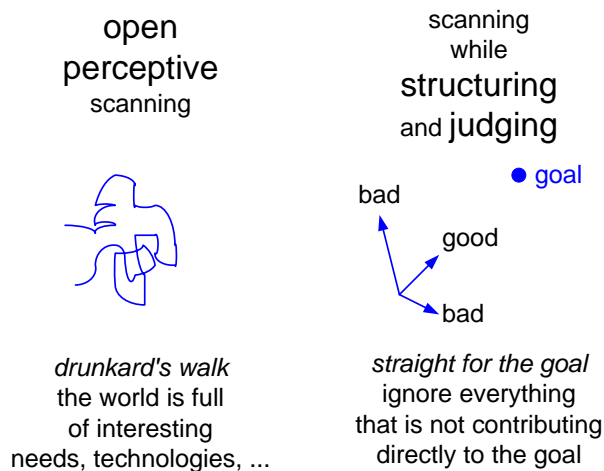 open
perceptive
scanning
drunkard's walk
the world is full
of interesting
needs, technologies, ...
scanning
while
structuring
and judging
goal
bad
good
bad
straight for the goal
ignore everything
that is not contributing
directly to the goal